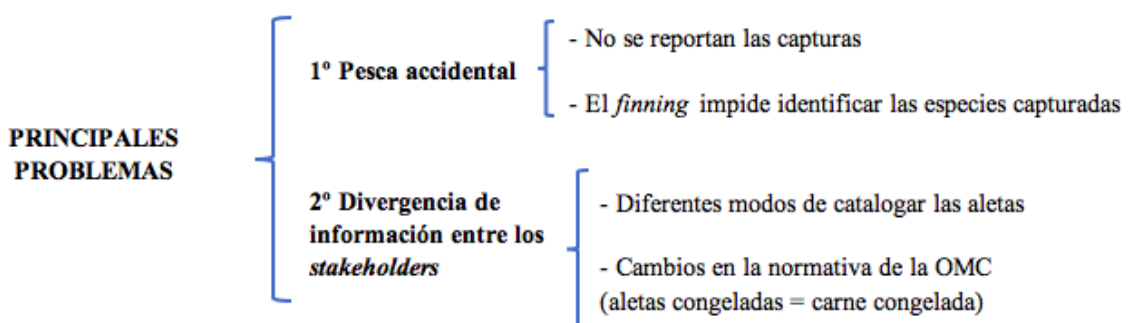 PRINCIPALES
PROBLEMAS
1º Pesca accidental
- No se reportan las capturas
- El finning impide identificar las especies capturadas
2º Divergencia de
información entre los
stakeholders
- Diferentes modos de catalogar las aletas
- Cambios en la normativa de la OMC
(aletas congeladas = carne congelada)